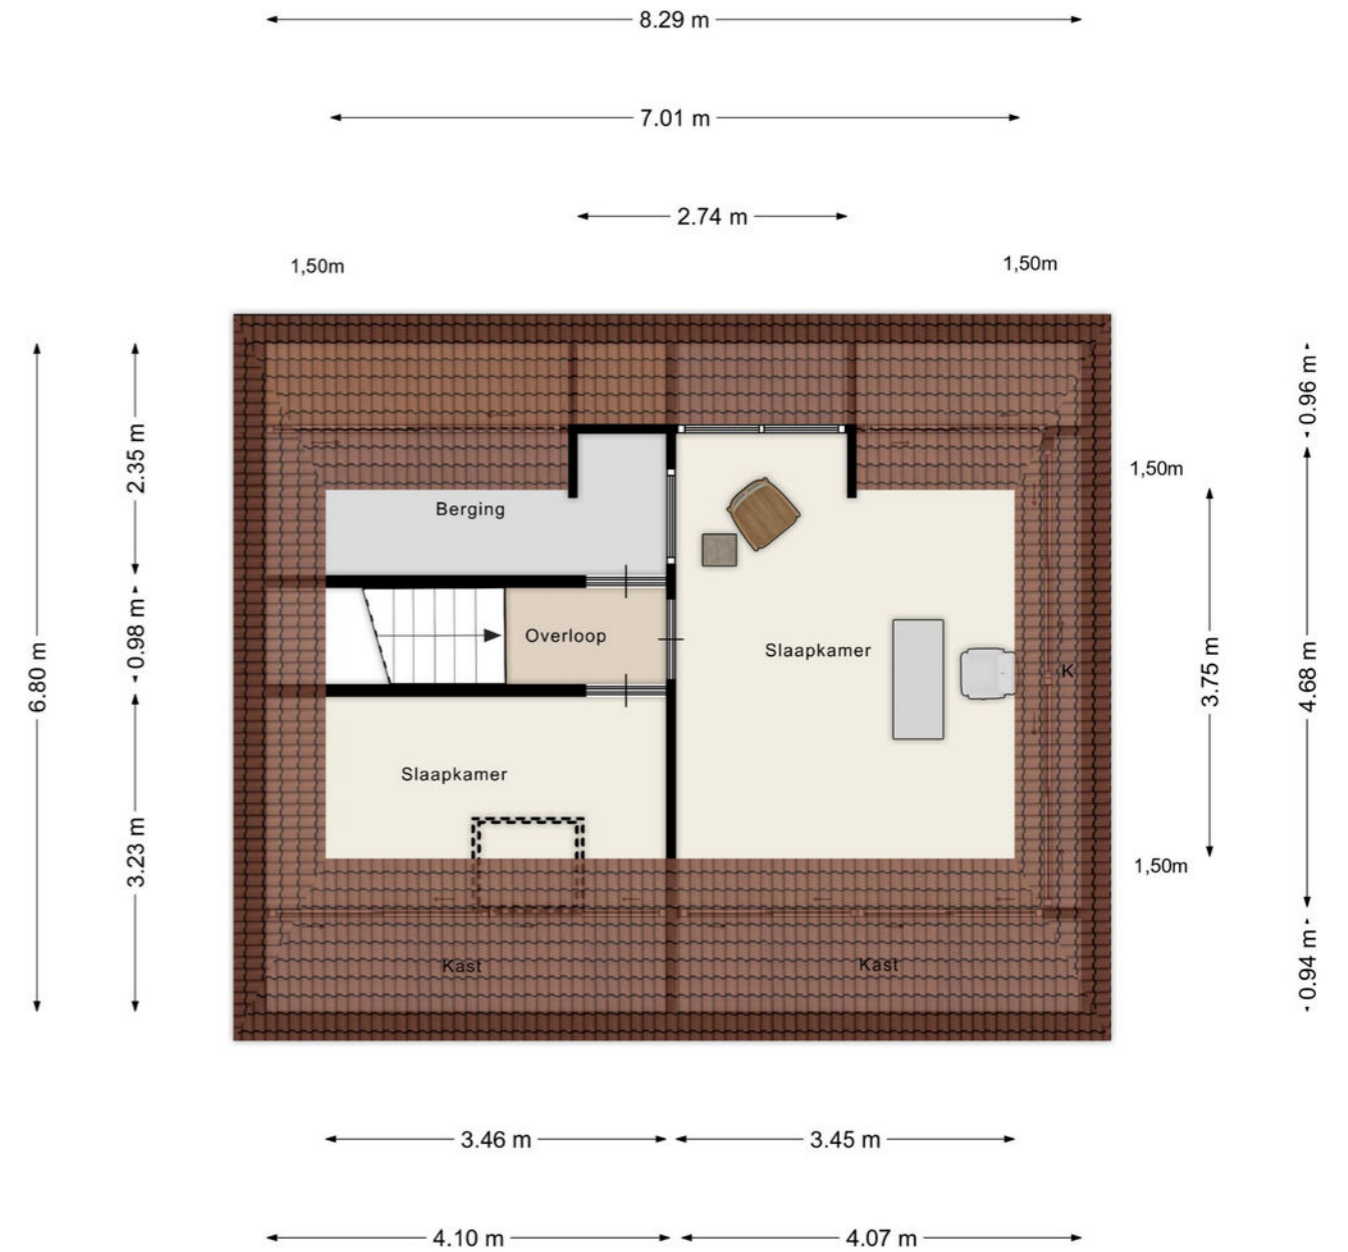 8.29 m
7.01 m
2.74 m
1,50m
1,50m
0.96 m
2.35 m
1,50m
Berging
0.98 m
Overloop
Slaapkamer
K
6.80 m
3.75 m
4.68 m
Slaapkamer
3.23 m
1,50m
Kast
Kast
0.94 m
3.46 m
3.45 m
4.10 m
4.07 m